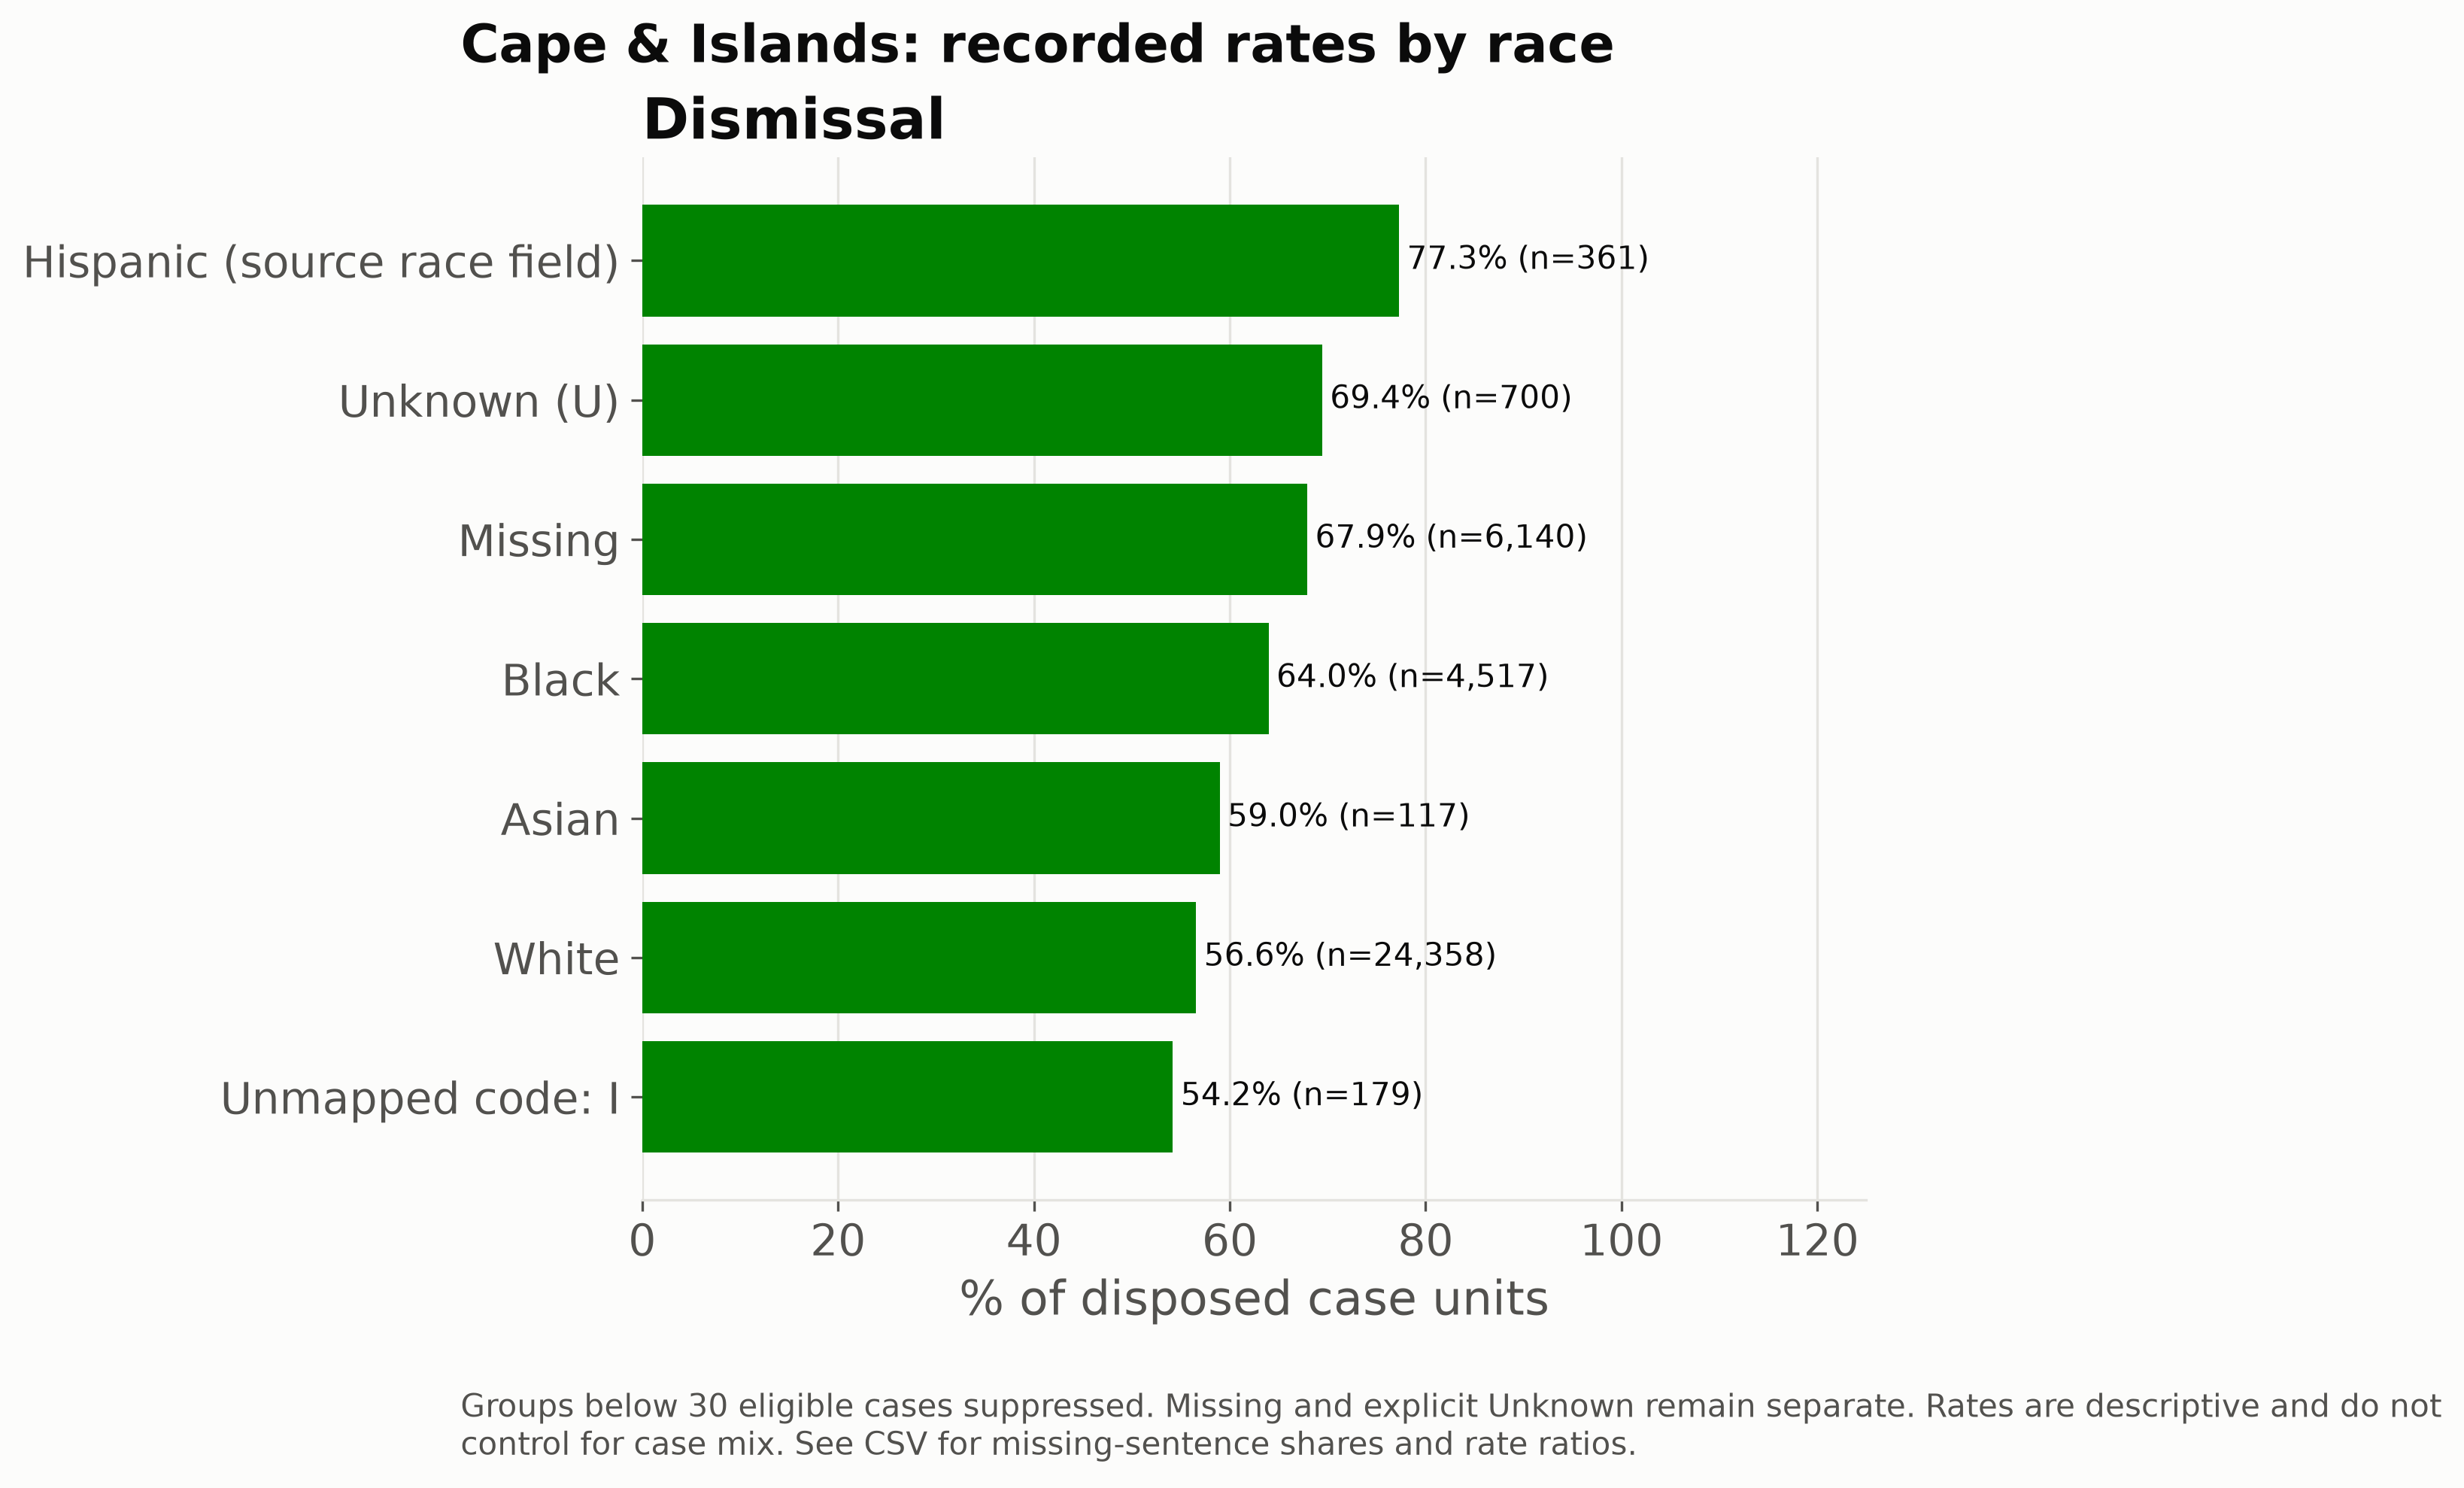 Cape & Islands: recorded rates by race
Dismissal
Hispanic (source race field)
77.3% (n=361)
Unknown (U)
69.4% (n=700)
Missing
67.9% (n=6,140)
Black
64.0% (n=4,517)
Asian
59.0% (n=117)
White
56.6% (n=24,358)
Unmapped code: I
54.2% (n=179)
0 20 40 60 80 100 120
% of disposed case units
Groups below 30 eligible cases suppressed. Missing and explicit Unknown remain separate. Rates are descriptive and do not
control for case mix. See CSV for missing-sentence shares and rate ratios.